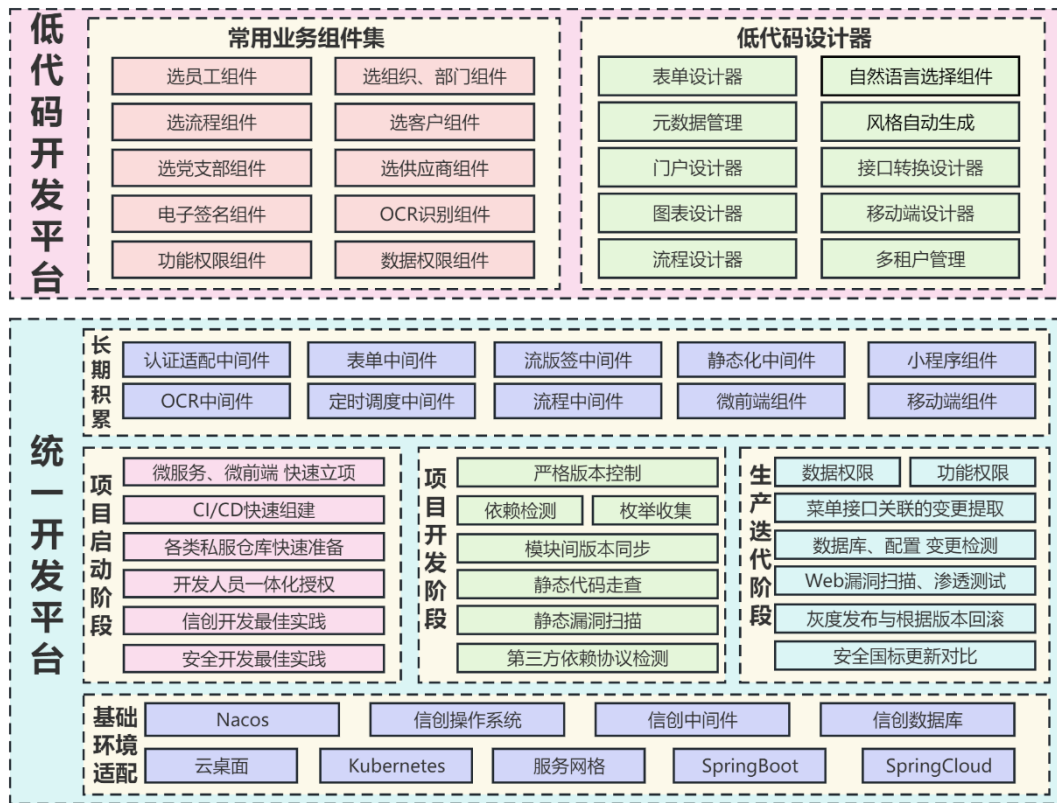 低代码开发平台
常用业务组件集
选员工组件
选组织、部门组件
选流程组件
选客户组件
选党支部组件
选供应商组件
电子签名组件
OCR识别组件
功能权限组件
数据权限组件
低代码设计器
表单设计器
自然语言选择组件
元数据管理
风格自动生成
门户设计器
接口转换设计器
图表设计器
移动端设计器
流程设计器
多租户管理
统一开发平台
长期积累
认证适配中间件
表单中间件
流版签中间件
静态化中间件
小程序组件
OCR中间件
定时调度中间件
流程中间件
微前端组件
移动端组件
项目启动阶段
微服务、微前端 快速立项
CI/CD快速组建
各类私服仓库快速准备
开发人员一体化授权
信创开发最佳实践
安全开发最佳实践
项目开发阶段
严格版本控制
依赖检测
枚举收集
模块间版本同步
静态代码走查
静态漏洞扫描
第三方依赖协议检测
生产迭代阶段
数据权限
功能权限
菜单接口关联的变更提取
数据库、配置 变更检测
Web漏洞扫描、渗透测试
灰度发布与根据版本回滚
安全国标更新对比
基础
环境
适配
Nacos
信创操作系统
信创中间件
信创数据库
云桌面
Kubernetes
服务网格
SpringBoot
SpringCloud